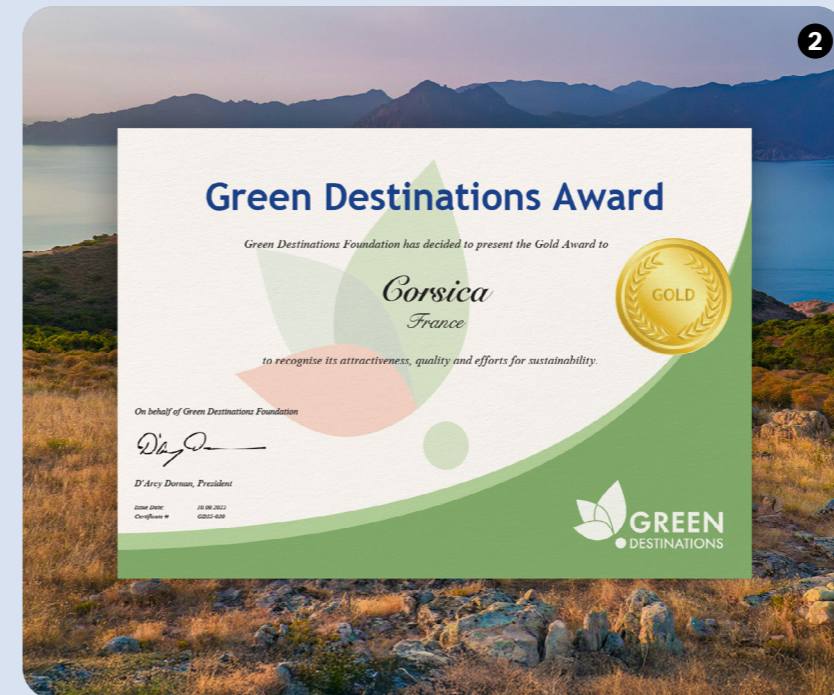 2
Green Destinations Award
Green Destinations Foundation has decided to present the Gold Award to
Corsica
France
GOLD
to recognise its attractiveness, quality and efforts for sustainability.
On behalf of Green Destinations Foundation
D'Arcy Dornan, President
Issue Date:
Certificate #
GREEN
DESTINATIONS